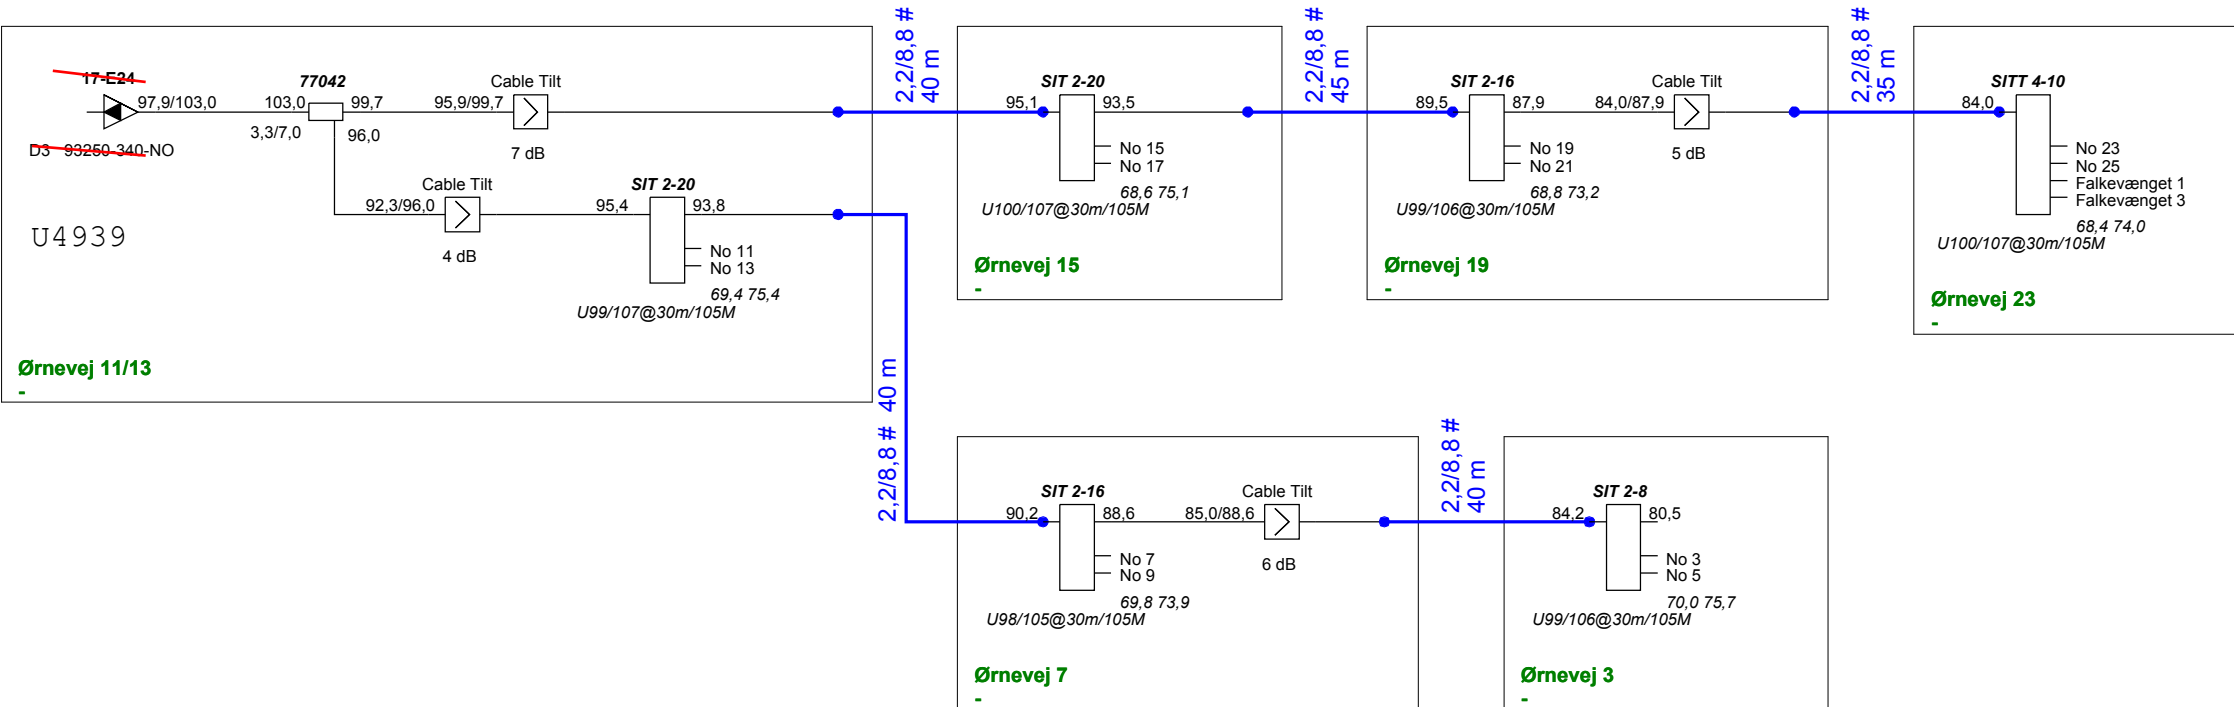 17-E24
97,9/103,0
D3 93250-340-NO
U4939
77042
103,0
99,7
3,3/7,0
96,0
95,9/99,7
Cable Tilt
7 dB
92,3/96,0
Cable Tilt
4 dB
SIT 2-20
95,4
93,8
No 11
No 13
69,4 75,4
U99/107@30m/105M
Ørnevej 11/13
-
2,2/8,8 #
40 m
SIT 2-20
95,1
93,5
No 15
No 17
68,6 75,1
U100/107@30m/105M
Ørnevej 15
-
2,2/8,8 #
45 m
SIT 2-16
89,5
87,9
No 19
No 21
68,8 73,2
U99/106@30m/105M
84,0/87,9
Cable Tilt
5 dB
Ørnevej 19
-
2,2/8,8 #
35 m
SITT 4-10
84,0
No 23
No 25
Falkevænget 1
Falkevænget 3
68,4 74,0
U100/107@30m/105M
Ørnevej 23
-
2,2/8,8 # 40 m
SIT 2-16
90,2
88,6
No 7
No 9
69,8 73,9
U98/105@30m/105M
85,0/88,6
Cable Tilt
6 dB
Ørnevej 7
-
2,2/8,8 #
40 m
SIT 2-8
84,2
80,5
No 3
No 5
70,0 75,7
U99/106@30m/105M
Ørnevej 3
-